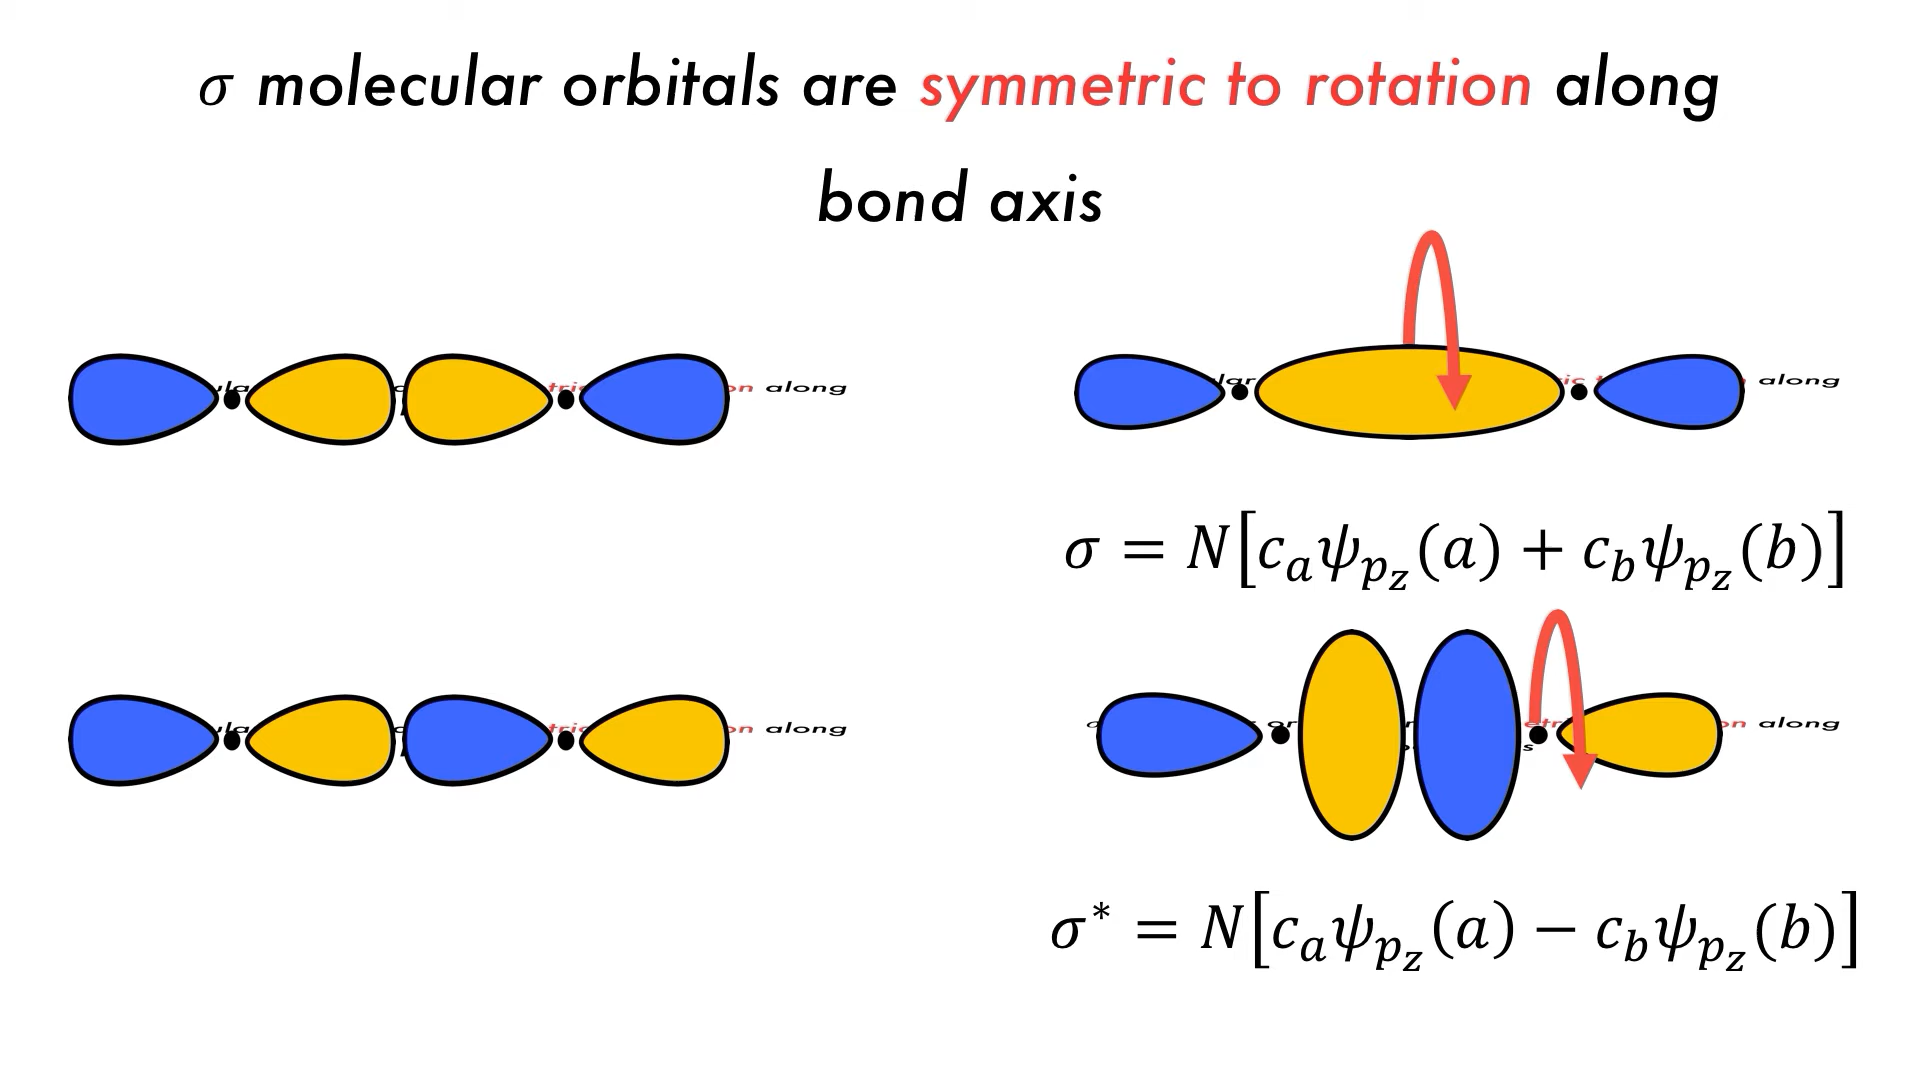 σ molecular orbitals are symmetric to rotation along
bond axis
along
along
σ = N[c_aψ_{p_z}(a) + c_bψ_{p_z}(b)]
along
along
σ* = N[c_aψ_{p_z}(a) − c_bψ_{p_z}(b)]